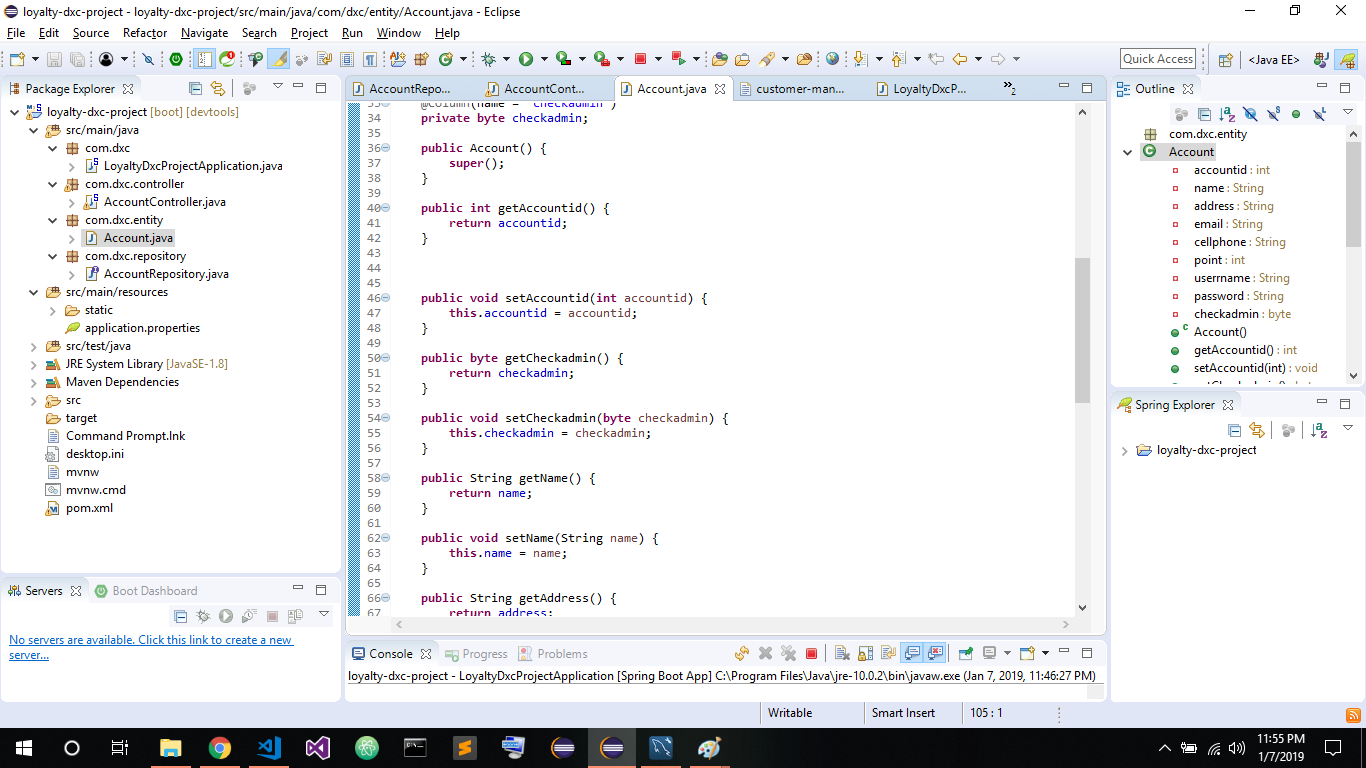 loyalty-dxc-project - loyalty-dxc-project/src/main/java/com/dxc/entity/Account.java - Eclipse
File Edit Source Refactor Navigate Search Project Run Window Help
Quick Access
<Java EE>
Package Explorer
loyalty-dxc-project [boot] [devtools]
src/main/java
com.dxc
LoyaltyDxcProjectApplication.java
com.dxc.controller
AccountController.java
com.dxc.entity
Account.java
com.dxc.repository
AccountRepository.java
src/main/resources
static
application.properties
src/test/java
JRE System Library [JavaSE-1.8]
Maven Dependencies
src
target
Command Prompt.lnk
desktop.ini
mvnw
mvnw.cmd
pom.xml
Servers
Boot Dashboard
No servers are available. Click this link to create a new
server...
AccountRepo...
AccountCont...
Account.java
customer-man...
LoyaltyDxcP...
»2
34 private byte checkadmin;
35
36 public Account() {
37 super();
38 }
39
40 public int getAccountid() {
41 return accountid;
42 }
43
44
45
46 public void setAccountid(int accountid) {
47 this.accountid = accountid;
48 }
49
50 public byte getCheckadmin() {
51 return checkadmin;
52 }
53
54 public void setCheckadmin(byte checkadmin) {
55 this.checkadmin = checkadmin;
56 }
57
58 public String getName() {
59 return name;
60 }
61
62 public void setName(String name) {
63 this.name = name;
64 }
65
66 public String getAddress() {
67 return address;
Console
Progress
Problems
loyalty-dxc-project - LoyaltyDxcProjectApplication [Spring Boot App] C:\Program Files\Java\jre-10.0.2\bin\javaw.exe (Jan 7, 2019, 11:46:27 PM)
Outline
com.dxc.entity
Account
accountid : int
name : String
address : String
email : String
cellphone : String
point : int
usernname : String
password : String
checkadmin : byte
Account()
getAccountid() : int
setAccountid(int) : void
Spring Explorer
loyalty-dxc-project
Writable
Smart Insert
105 : 1
11:55 PM
1/7/2019